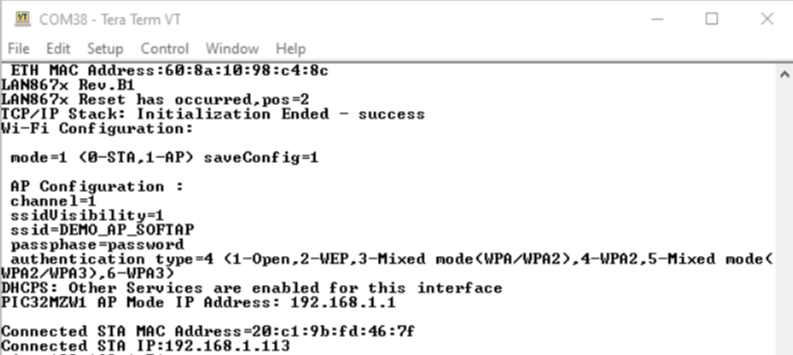 COM38 - Tera Term VT
File Edit Setup Control Window Help
ETH MAC Address:60:8a:10:98:c4:8c
LAN867x Rev.B1
LAN867x Reset has occurred,pos=2
TCP/IP Stack: Initialization Ended - success
Wi-Fi Configuration:
mode=1 (0-STA,1-AP) saveConfig=1
AP Configuration :
channel=1
ssidVisibility=1
ssid=DEMO_AP_SOFTAP
passphase=password
authentication type=4 (1-Open,2-WEP,3-Mixed mode(WPA/WPA2),4-WPA2,5-Mixed mode(
WPA2/WPA3),6-WPA3)
DHCPS: Other Services are enabled for this interface
PIC32MZW1 AP Mode IP Address: 192.168.1.1
Connected STA MAC Address=20:c1:9b:fd:46:7f
Connected STA IP:192.168.1.113